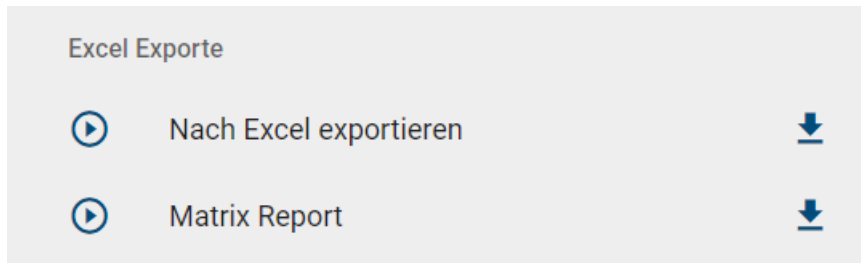 Excel Exporte
Nach Excel exportieren
Matrix Report